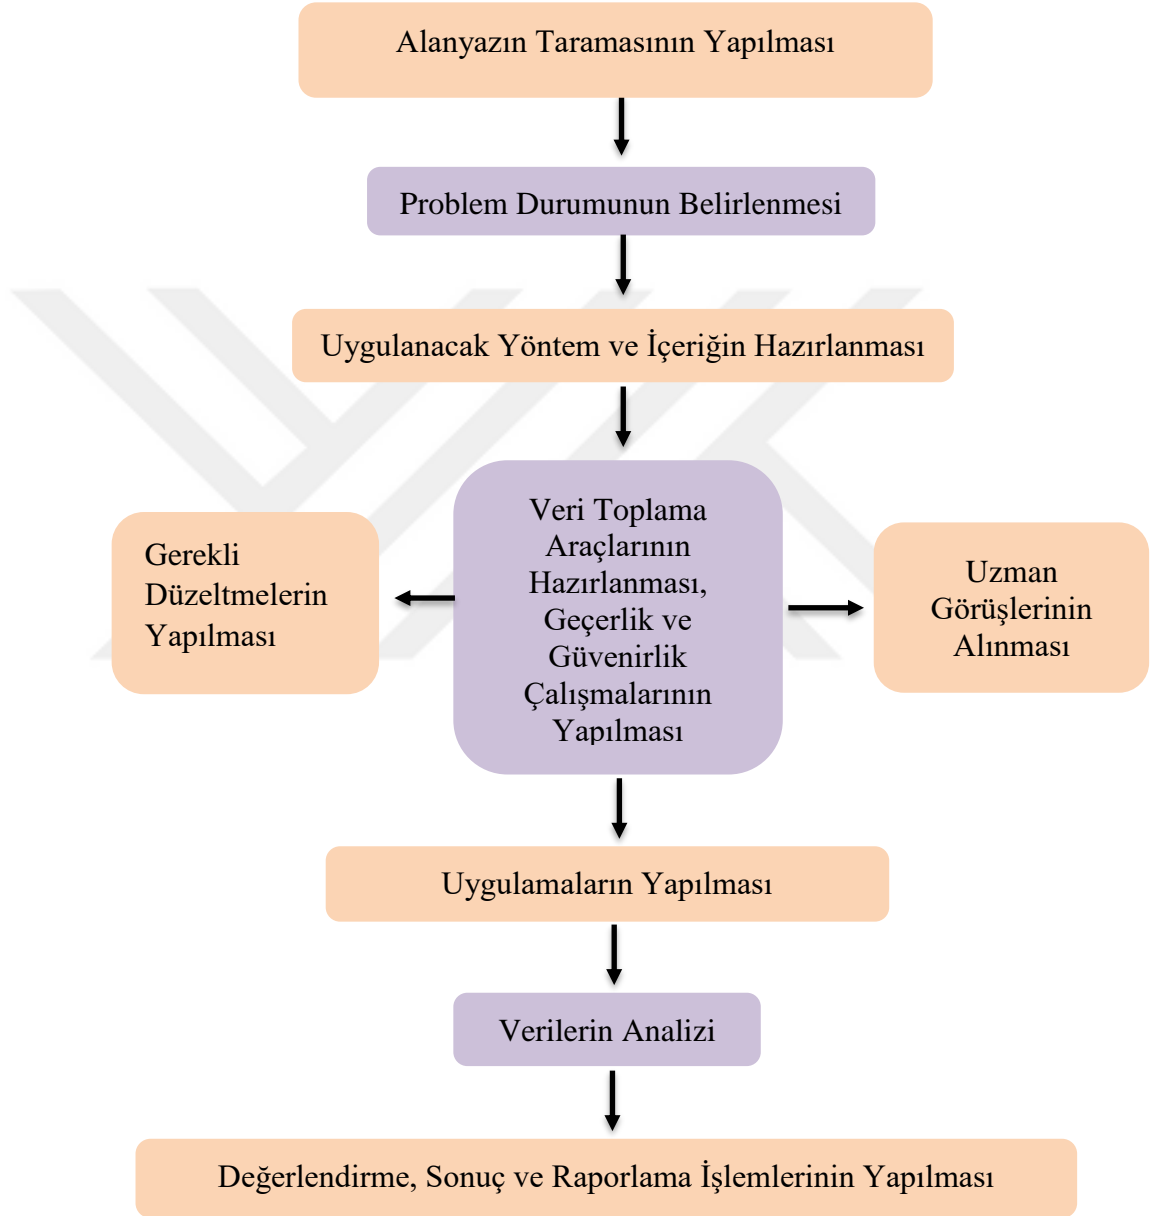 Alanyazın Taramasının Yapılması
Problem Durumunun Belirlenmesi
Uygulanacak Yöntem ve İçeriğin Hazırlanması
Gerekli
Düzeltmelerin
Yapılması
Veri Toplama
Araçlarının
Hazırlanması,
Geçerlik ve
Güvenirlik
Çalışmalarının
Yapılması
Uzman
Görüşlerinin
Alınması
Uygulamaların Yapılması
Verilerin Analizi
Değerlendirme, Sonuç ve Raporlama İşlemlerinin Yapılması